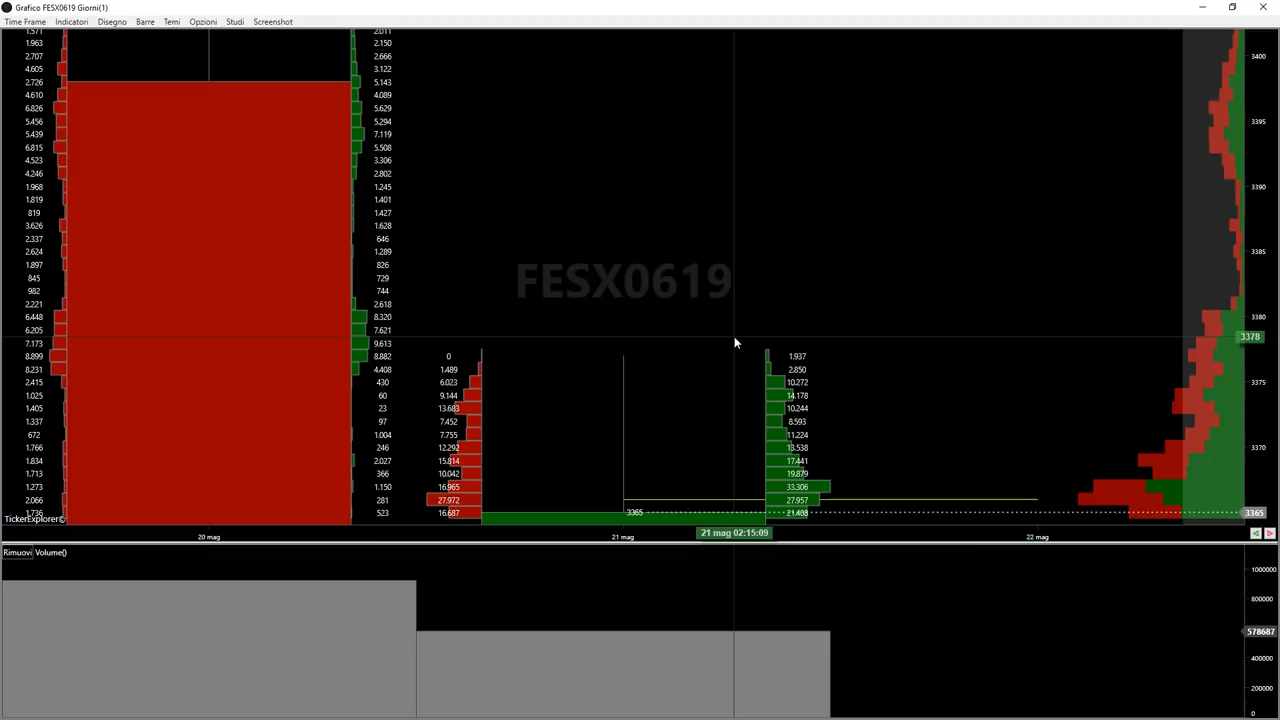 Grafico FESX0619 Giorni(1)
Time Frame Indicatori Disegno Barre Temi Opzioni Studi Screenshot
1.571 2.011
1.963 2.150
2.707 2.666 3400
4.605 3.122
2.726 5.143
4.610 4.089
6.826 5.629
5.456 5.294 3395
5.439 7.119
6.815 5.508
4.523 3.306
4.246 2.802
1.968 1.245 3390
1.819 1.401
819 1.427
3.626 1.628
2.337 646
2.624 1.289 3385
1.897 826
845 729
982 744
2.221 2.618
6.448 8.320 3380
6.205 7.621
7.173 9.613 3378
8.899 8.882 0 1.937
8.231 4.408 1.489 2.850
2.415 430 6.023 10.272 3375
1.025 60 9.144 14.178
1.405 23 13.683 10.244
1.337 97 7.452 8.593
672 1.004 7.755 11.224
1.766 246 12.292 13.538 3370
1.834 2.027 15.814 17.441
1.713 366 10.042 19.879
1.273 1.150 16.965 33.306
2.066 281 27.972 27.957
1.736 523 16.687 3365 21.408 3365
FESX0619
TickerExplorer©
20 mag 21 mag 21 mag 02:15:09 22 mag
Rimuovi Volume()
1000000
800000
578687
400000
200000
0